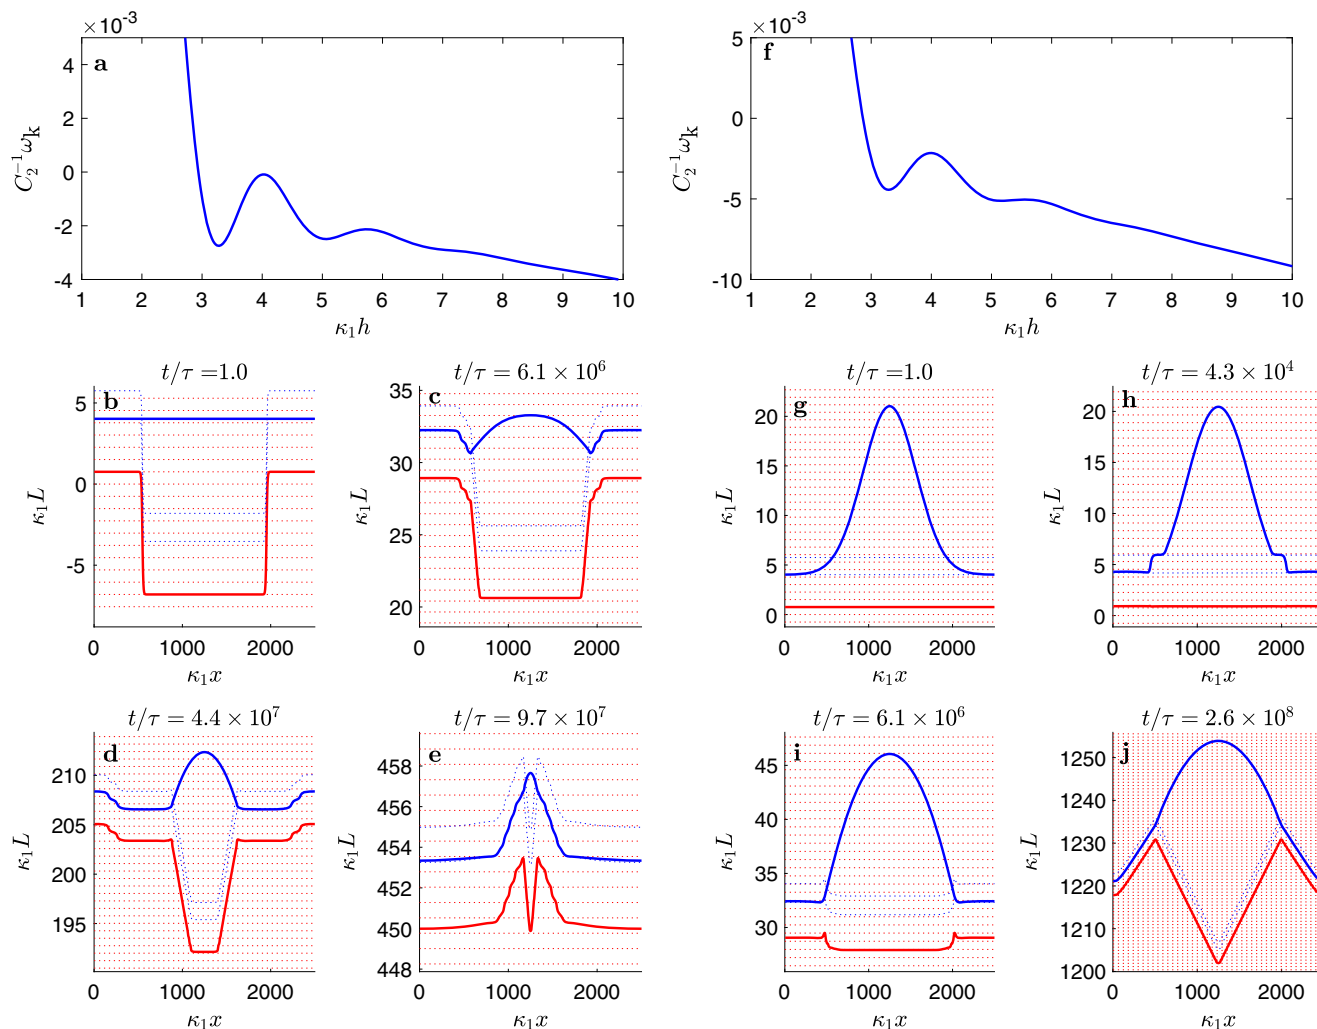 ×10⁻³
a
4
2
0
-2
-4
C₂⁻¹ωk
1 2 3 4 5 6 7 8 9 10
κ₁h
×10⁻³
f
5
0
-5
-10
C₂⁻¹ωk
1 2 3 4 5 6 7 8 9 10
κ₁h
t/τ =1.0
b
5
0
-5
κ₁L
0 1000 2000
κ₁x
t/τ = 6.1 × 10⁶
c
35
30
25
20
κ₁L
0 1000 2000
κ₁x
t/τ =1.0
g
20
15
10
5
0
κ₁L
0 1000 2000
κ₁x
t/τ = 4.3 × 10⁴
h
20
15
10
5
0
κ₁L
0 1000 2000
κ₁x
t/τ = 4.4 × 10⁷
d
210
205
200
195
κ₁L
0 1000 2000
κ₁x
t/τ = 9.7 × 10⁷
e
458
456
454
452
450
448
κ₁L
0 1000 2000
κ₁x
t/τ = 6.1 × 10⁶
i
45
40
35
30
κ₁L
0 1000 2000
κ₁x
t/τ = 2.6 × 10⁸
j
1250
1240
1230
1220
1210
1200
κ₁L
0 1000 2000
κ₁x